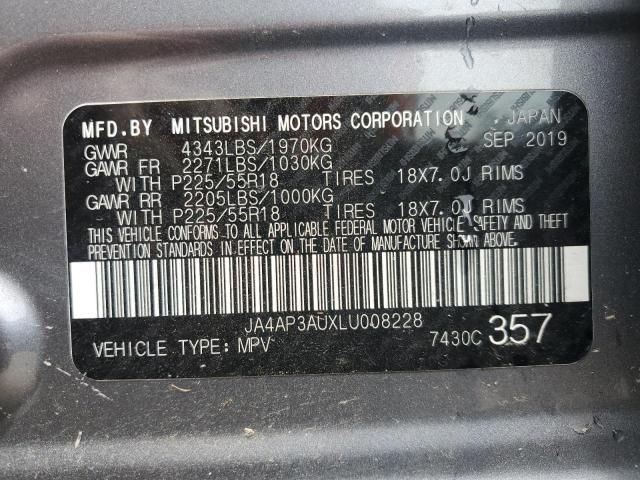 MFD.BY MITSUBISHI MOTORS CORPORATION JAPAN
GVWR 4343LBS/1970KG SEP 2019
GAWR FR 2271LBS/1030KG
WITH P225/55R18 TIRES 18X7.0J RIMS
GAWR RR 2205LBS/1000KG
WITH P225/55R18 TIRES 18X7.0J RIMS
THIS VEHICLE CONFORMS TO ALL APPLICABLE FEDERAL MOTOR VEHICLE SAFETY AND THEFT
PREVENTION STANDARDS IN EFFECT ON THE DATE OF MANUFACTURE SHOWN ABOVE.
JA4AP3AUXLU008228
VEHICLE TYPE: MPV 7430C 357